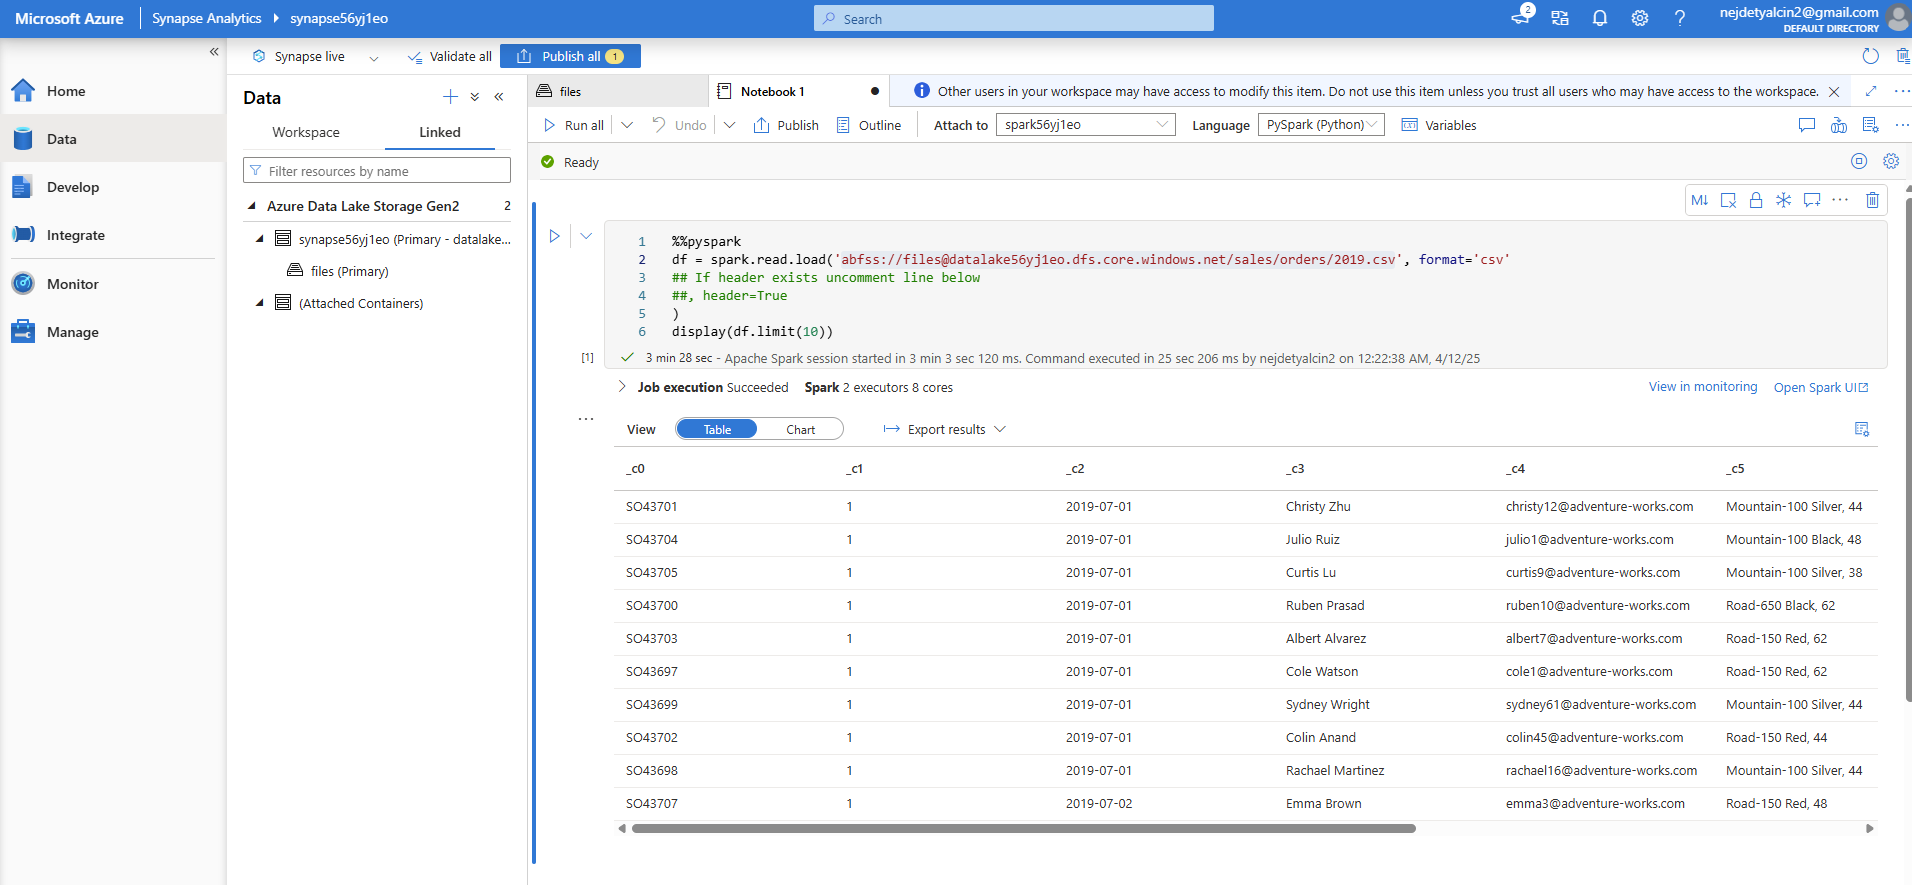 Microsoft Azure
Synapse Analytics
synapse56yj1eo
Search
2
nejdetyalcin2@gmail.com
DEFAULT DIRECTORY
Synapse live
Validate all
Publish all 1
Home
Data
Develop
Integrate
Monitor
Manage
Data
Workspace
Linked
Filter resources by name
Azure Data Lake Storage Gen2 2
synapse56yj1eo (Primary - datalake...
files (Primary)
(Attached Containers)
files
Notebook 1
Other users in your workspace may have access to modify this item. Do not use this item unless you trust all users who may have access to the workspace.
Run all
Undo
Publish
Outline
Attach to spark56yj1eo
Language PySpark (Python)
Variables
Ready
M↓
1 %%pyspark
2 df = spark.read.load('abfss://files@datalake56yj1eo.dfs.core.windows.net/sales/orders/2019.csv', format='csv'
3 ## If header exists uncomment line below
4 ##, header=True
5 )
6 display(df.limit(10))
[1] 3 min 28 sec - Apache Spark session started in 3 min 3 sec 120 ms. Command executed in 25 sec 206 ms by nejdetyalcin2 on 12:22:38 AM, 4/12/25
Job execution Succeeded Spark 2 executors 8 cores
View in monitoring Open Spark UI
View Table Chart Export results
_c0 _c1 _c2 _c3 _c4 _c5
SO43701 1 2019-07-01 Christy Zhu christy12@adventure-works.com Mountain-100 Silver, 44
SO43704 1 2019-07-01 Julio Ruiz julio1@adventure-works.com Mountain-100 Black, 48
SO43705 1 2019-07-01 Curtis Lu curtis9@adventure-works.com Mountain-100 Silver, 38
SO43700 1 2019-07-01 Ruben Prasad ruben10@adventure-works.com Road-650 Black, 62
SO43703 1 2019-07-01 Albert Alvarez albert7@adventure-works.com Road-150 Red, 62
SO43697 1 2019-07-01 Cole Watson cole1@adventure-works.com Road-150 Red, 62
SO43699 1 2019-07-01 Sydney Wright sydney61@adventure-works.com Mountain-100 Silver, 44
SO43702 1 2019-07-01 Colin Anand colin45@adventure-works.com Road-150 Red, 44
SO43698 1 2019-07-01 Rachael Martinez rachael16@adventure-works.com Mountain-100 Silver, 44
SO43707 1 2019-07-02 Emma Brown emma3@adventure-works.com Road-150 Red, 48